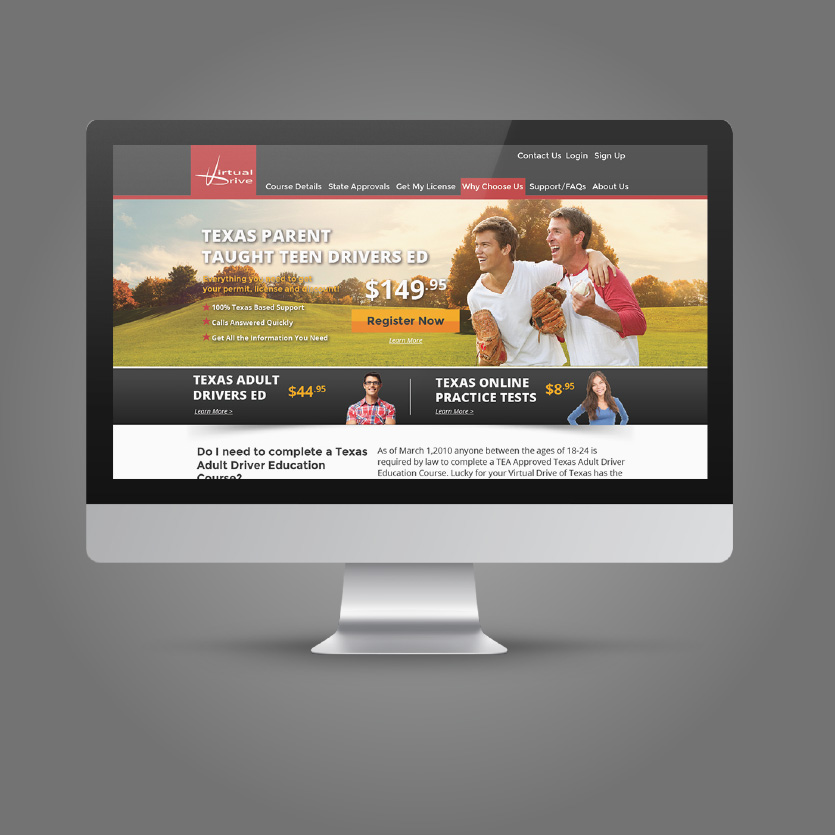 Contact Us Login Sign Up
Virtual
Drive
Course Details State Approvals Get My License Why Choose Us Support/FAQs About Us
TEXAS PARENT
TAUGHT TEEN DRIVERS ED
Everything you need to get
your permit, license and discount!
$149.95
★ 100% Texas Based Support
★ Calls Answered Quickly
★ Get All the Information You Need
Register Now
Learn More
TEXAS ADULT
DRIVERS ED
$44.95
Learn More >
TEXAS ONLINE
PRACTICE TESTS
$8.95
Learn More >
Do I need to complete a Texas
Adult Driver Education
Course?
As of March 1,2010 anyone between the ages of 18-24 is
required by law to complete a TEA Approved Texas Adult Driver
Education Course. Lucky for your Virtual Drive of Texas has the